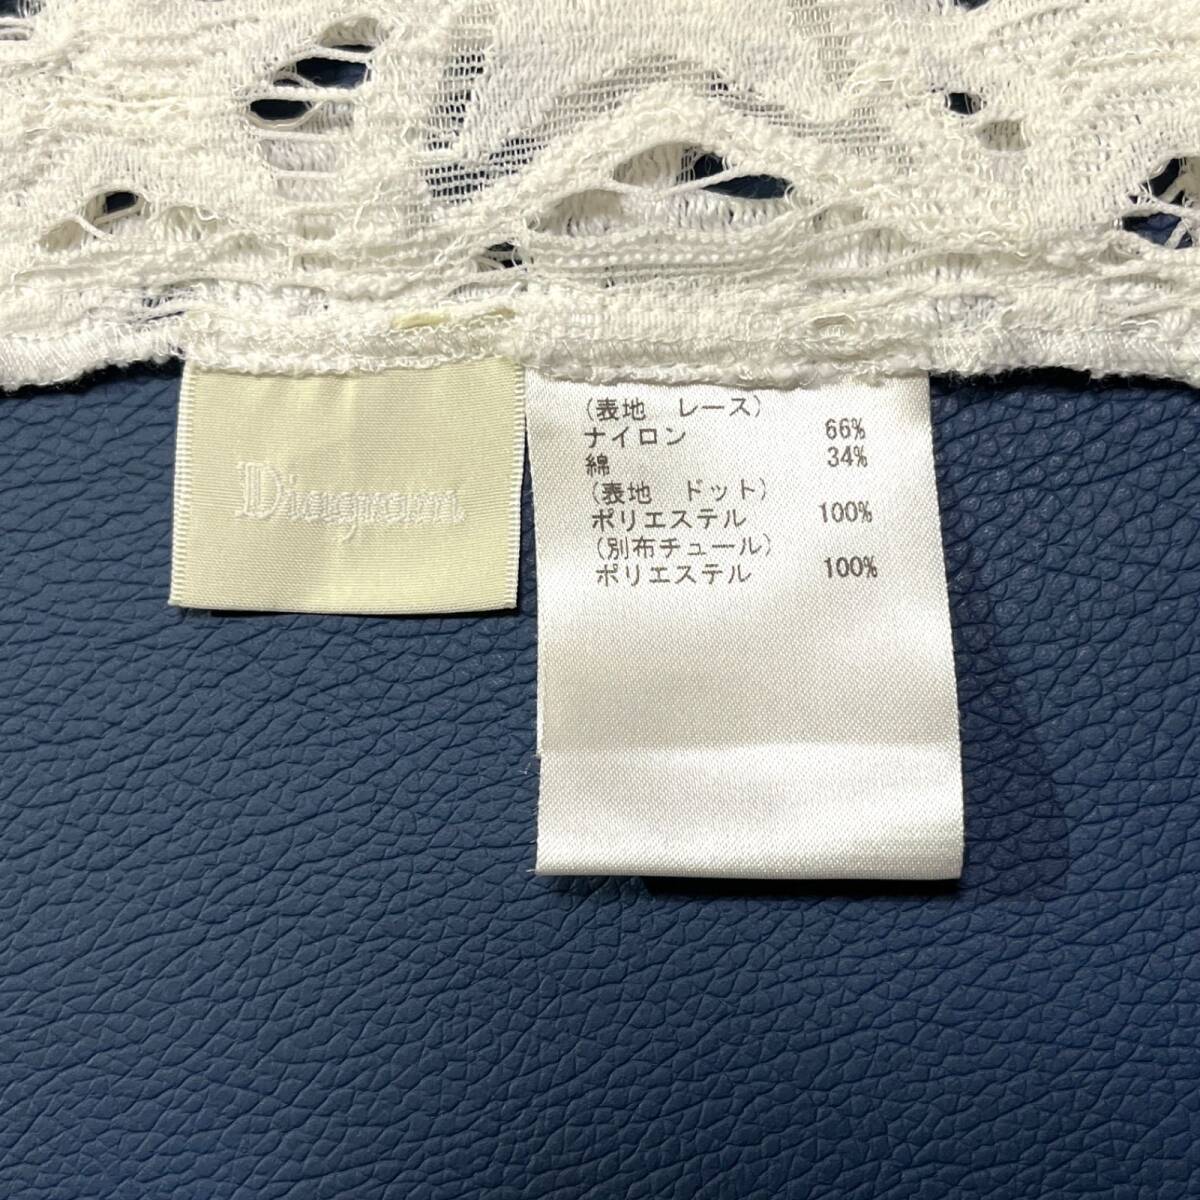 Diagram
(表地 レース)
ナイロン 66%
綿 34%
(表地 ドット)
ポリエステル 100%
(別布チュール)
ポリエステル 100%